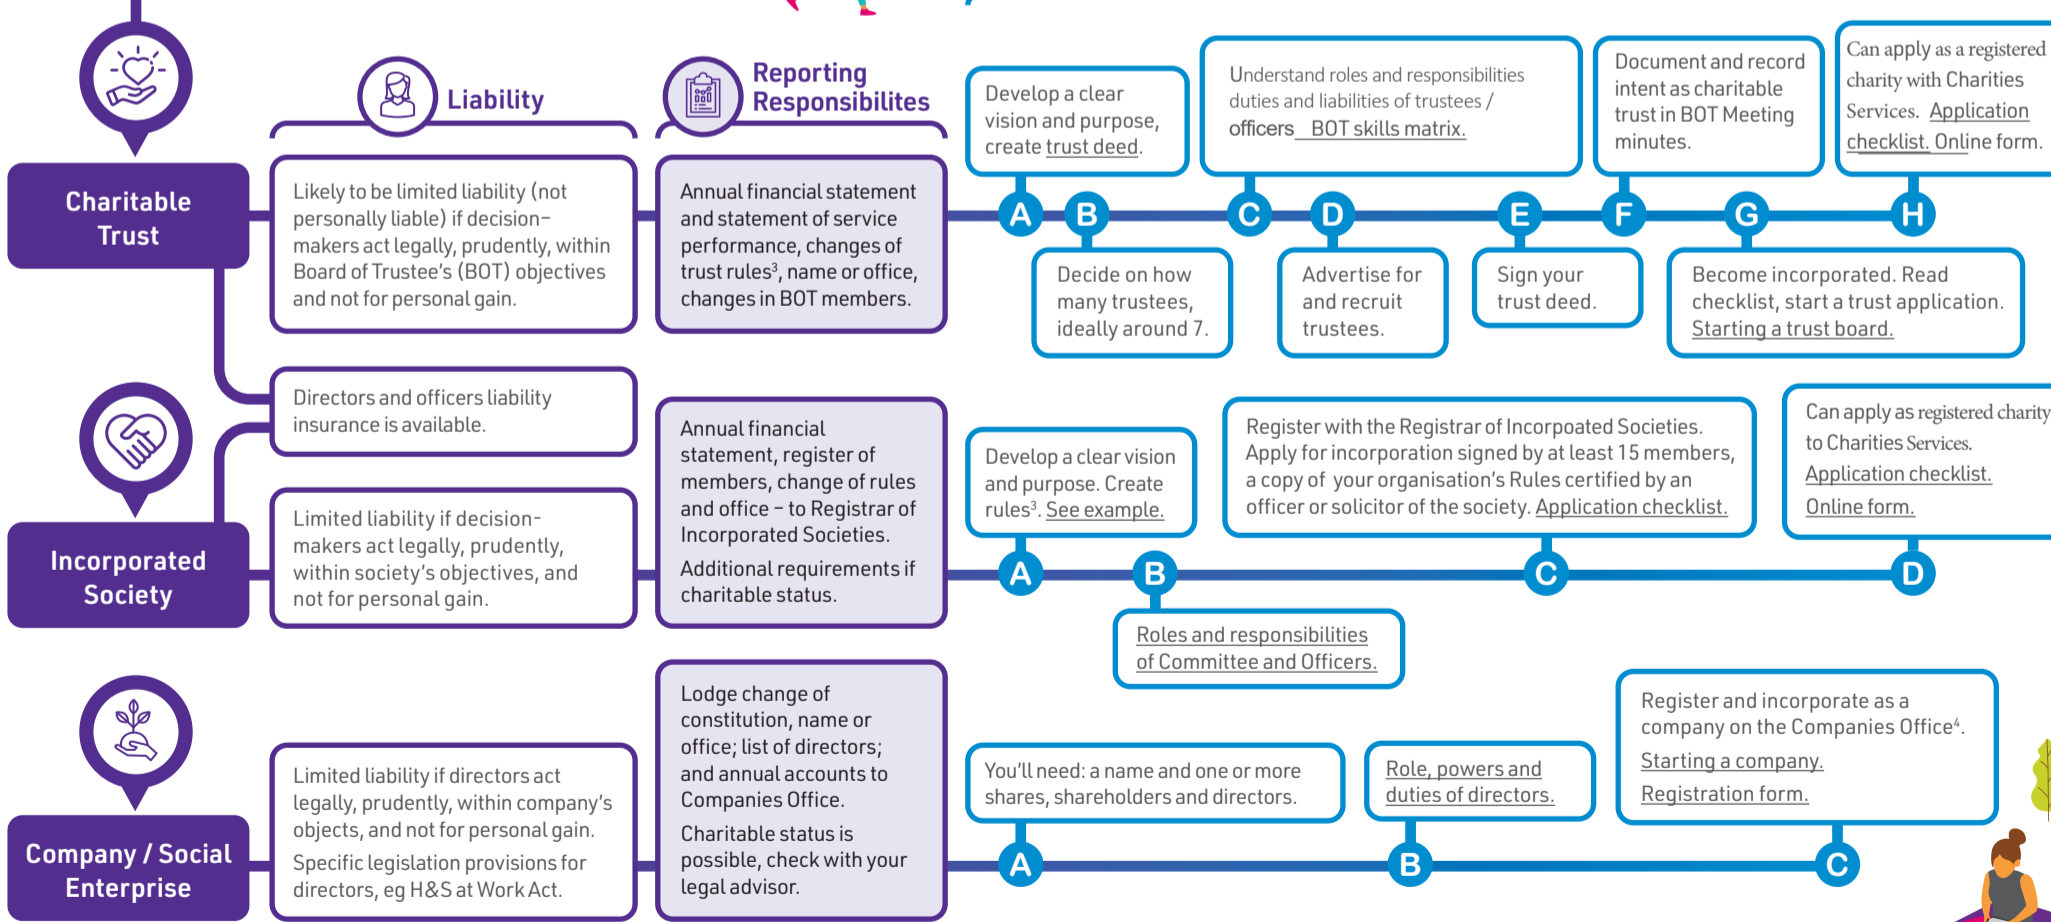 Liability
Reporting
Responsibilites
Charitable
Trust
Likely to be limited liability (not
personally liable) if decision–
makers act legally, prudently, within
Board of Trustee's (BOT) objectives
and not for personal gain.
Annual financial statement
and statement of service
performance, changes of
trust rules³, name or office,
changes in BOT members.
Develop a clear
vision and purpose,
create trust deed.
Understand roles and responsibilities
duties and liabilities of trustees /
officers BOT skills matrix.
Document and record
intent as charitable
trust in BOT Meeting
minutes.
Can apply as a registered
charity with Charities
Services. Application
checklist. Online form.
A B C D E F G H
Decide on how
many trustees,
ideally around 7.
Advertise for
and recruit
trustees.
Sign your
trust deed.
Become incorporated. Read
checklist, start a trust application.
Starting a trust board.
Directors and officers liability
insurance is available.
Incorporated
Society
Limited liability if decision-
makers act legally, prudently,
within society's objectives, and
not for personal gain.
Annual financial
statement, register of
members, change of rules
and office – to Registrar of
Incorporated Societies.
Additional requirements if
charitable status.
Develop a clear vision
and purpose. Create
rules³. See example.
Register with the Registrar of Incorpoated Societies.
Apply for incorporation signed by at least 15 members,
a copy of your organisation's Rules certified by an
officer or solicitor of the society. Application checklist.
Can apply as registered charity
to Charities Services.
Application checklist.
Online form.
A B C D
Roles and responsibilities
of Committee and Officers.
Company / Social
Enterprise
Limited liability if directors act
legally, prudently, within company's
objects, and not for personal gain.
Specific legislation provisions for
directors, eg H&S at Work Act.
Lodge change of
constitution, name or
office; list of directors;
and annual accounts to
Companies Office.
Charitable status is
possible, check with your
legal advisor.
You'll need: a name and one or more
shares, shareholders and directors.
Role, powers and
duties of directors.
Register and incorporate as a
company on the Companies Office⁴.
Starting a company.
Registration form.
A B C